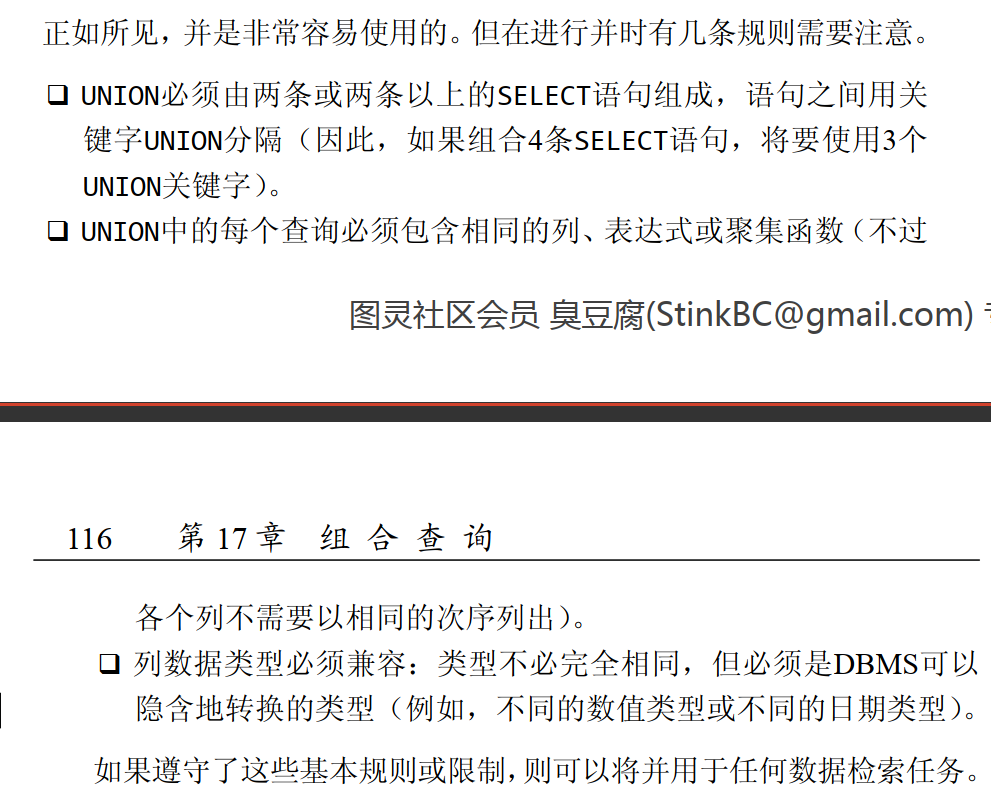 正如所见，并是非常容易使用的。但在进行并时有几条规则需要注意。
❑ UNION必须由两条或两条以上的SELECT语句组成，语句之间用关
键字UNION分隔（因此，如果组合4条SELECT语句，将要使用3个
UNION关键字）。
❑ UNION中的每个查询必须包含相同的列、表达式或聚集函数（不过
图灵社区会员 臭豆腐(StinkBC@gmail.com)
116 第 17 章 组 合 查 询
各个列不需要以相同的次序列出）。
❑ 列数据类型必须兼容：类型不必完全相同，但必须是DBMS可以
隐含地转换的类型（例如，不同的数值类型或不同的日期类型）。
如果遵守了这些基本规则或限制，则可以将并用于任何数据检索任务。